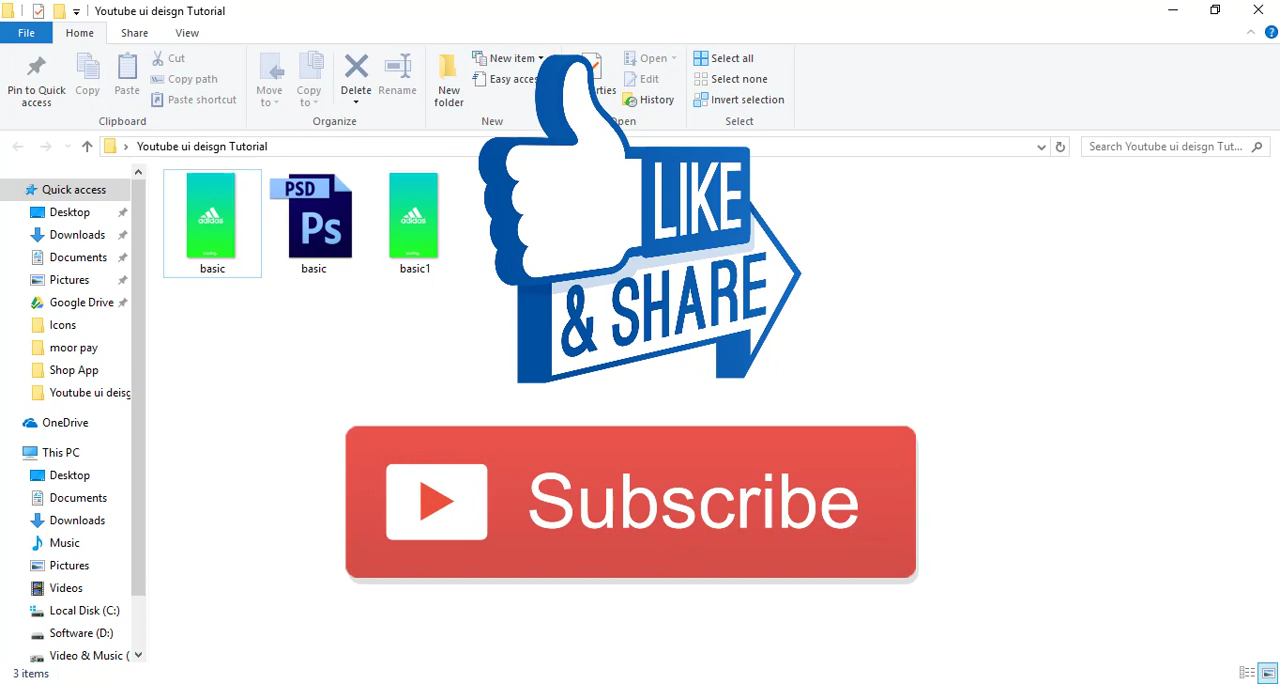 Youtube ui deisgn Tutorial
File Home Share View
Pin to Quick access
Copy
Paste
Cut
Copy path
Paste shortcut
Clipboard
Move to
Copy to
Delete
Rename
Organize
New folder
New item
Easy acce
New
rties
Open
Edit
History
Open
Select all
Select none
Invert selection
Select
Youtube ui deisgn Tutorial
Search Youtube ui deisgn Tut...
Quick access
Desktop
Downloads
Documents
Pictures
Google Drive
Icons
moor pay
Shop App
Youtube ui deisg
OneDrive
This PC
Desktop
Documents
Downloads
Music
Pictures
Videos
Local Disk (C:)
Software (D:)
Video & Music (
adidas
basic
PSD
Ps
basic
adidas
basic1
LIKE
& SHARE
Subscribe
3 items